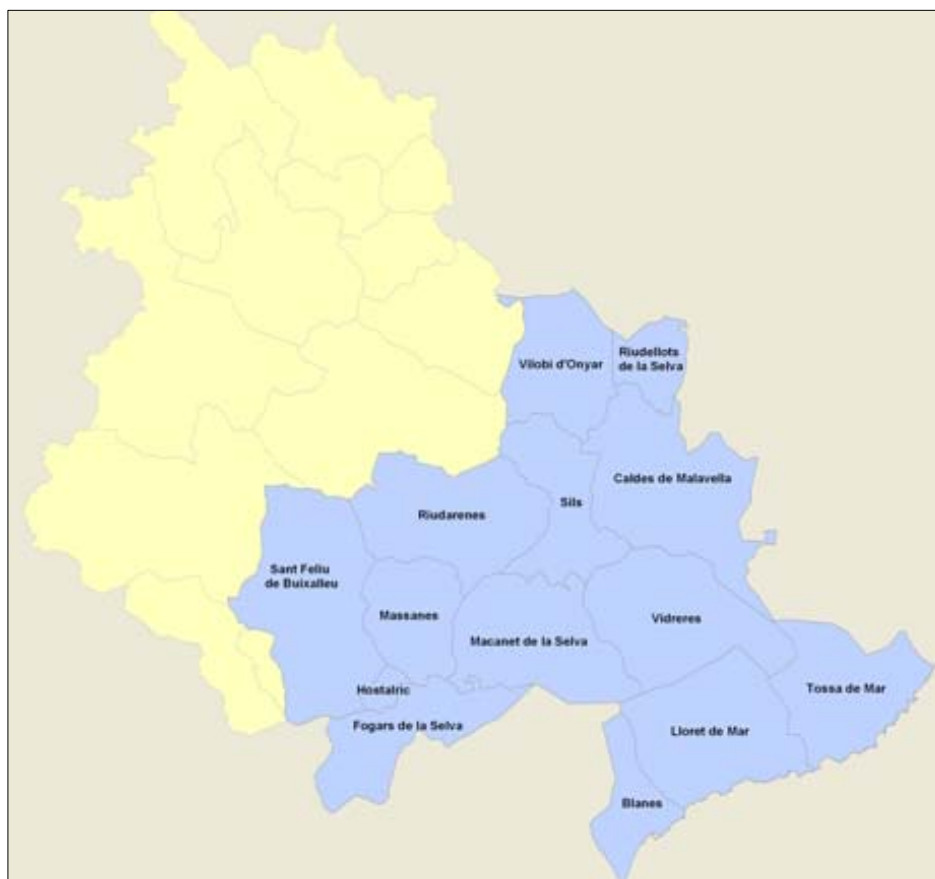 Vilobi d'Onyar
Riudellots
de la Selva
Caldes de Malavella
Sils
Riudarenes
Sant Feliu
de Buixalleu
Massanes
Vidreres
Macanet de la Selva
Hostalric
Tossa de Mar
Fogars de la Selva
Lloret de Mar
Blanes